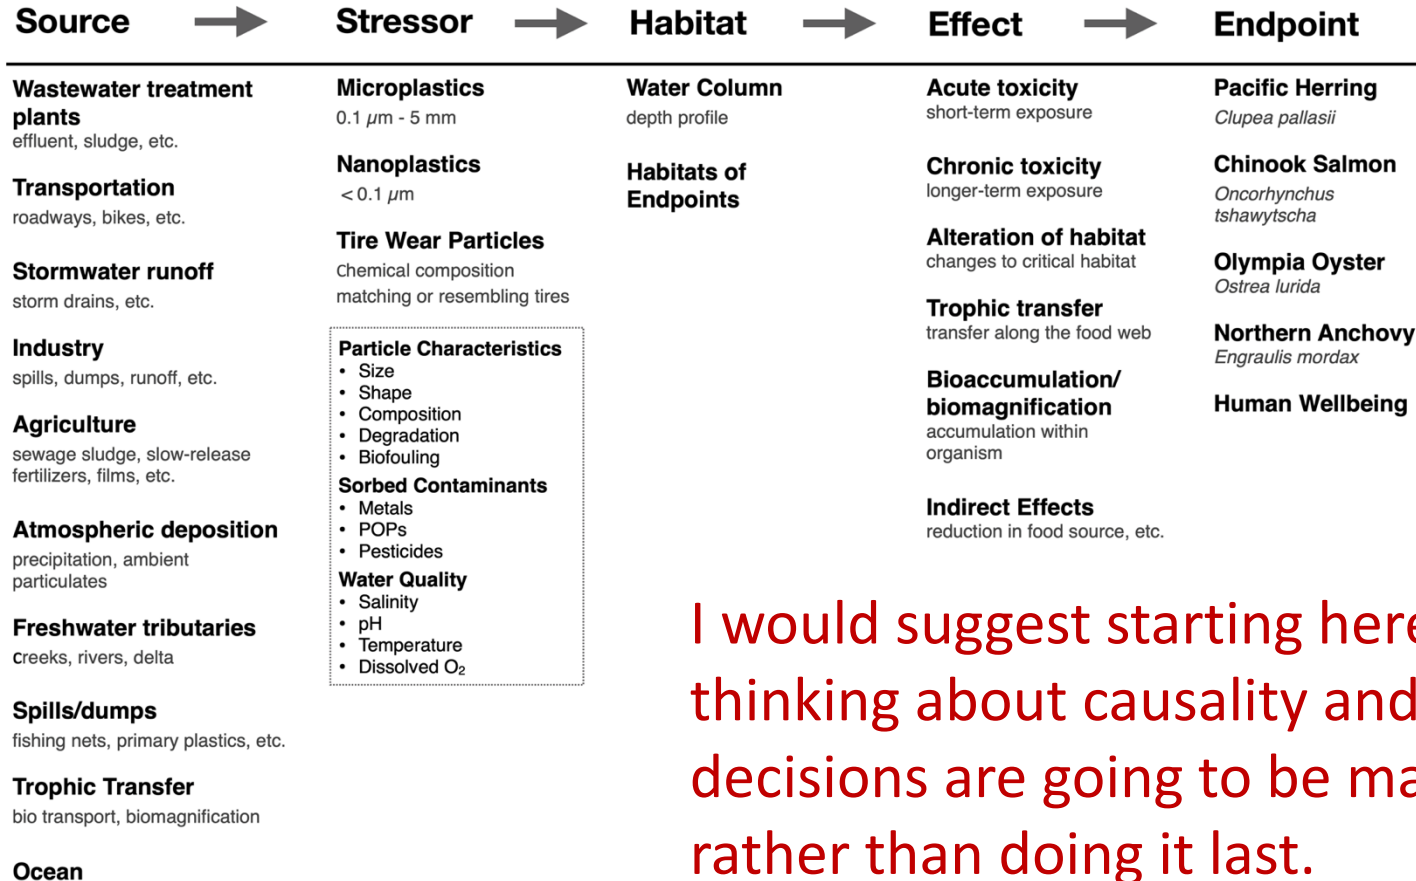 Source
Stressor
Habitat
Effect
Endpoint
Wastewater treatment
plants
effluent, sludge, etc.
Transportation
roadways, bikes, etc.
Stormwater runoff
storm drains, etc.
Industry
spills, dumps, runoff, etc.
Agriculture
sewage sludge, slow-release
fertilizers, films, etc.
Atmospheric deposition
precipitation, ambient
particulates
Freshwater tributaries
creeks, rivers, delta
Spills/dumps
fishing nets, primary plastics, etc.
Trophic Transfer
bio transport, biomagnification
Ocean
Microplastics
0.1 μm - 5 mm
Nanoplastics
< 0.1 μm
Tire Wear Particles
Chemical composition
matching or resembling tires
Particle Characteristics
• Size
• Shape
• Composition
• Degradation
• Biofouling
Sorbed Contaminants
• Metals
• POPs
• Pesticides
Water Quality
• Salinity
• pH
• Temperature
• Dissolved O₂
Water Column
depth profile
Habitats of
Endpoints
Acute toxicity
short-term exposure
Chronic toxicity
longer-term exposure
Alteration of habitat
changes to critical habitat
Trophic transfer
transfer along the food web
Bioaccumulation/
biomagnification
accumulation within
organism
Indirect Effects
reduction in food source, etc.
Pacific Herring
Clupea pallasii
Chinook Salmon
Oncorhynchus
tshawytscha
Olympia Oyster
Ostrea lurida
Northern Anchovy
Engraulis mordax
Human Wellbeing
I would suggest starting here
thinking about causality and
decisions are going to be ma
rather than doing it last.